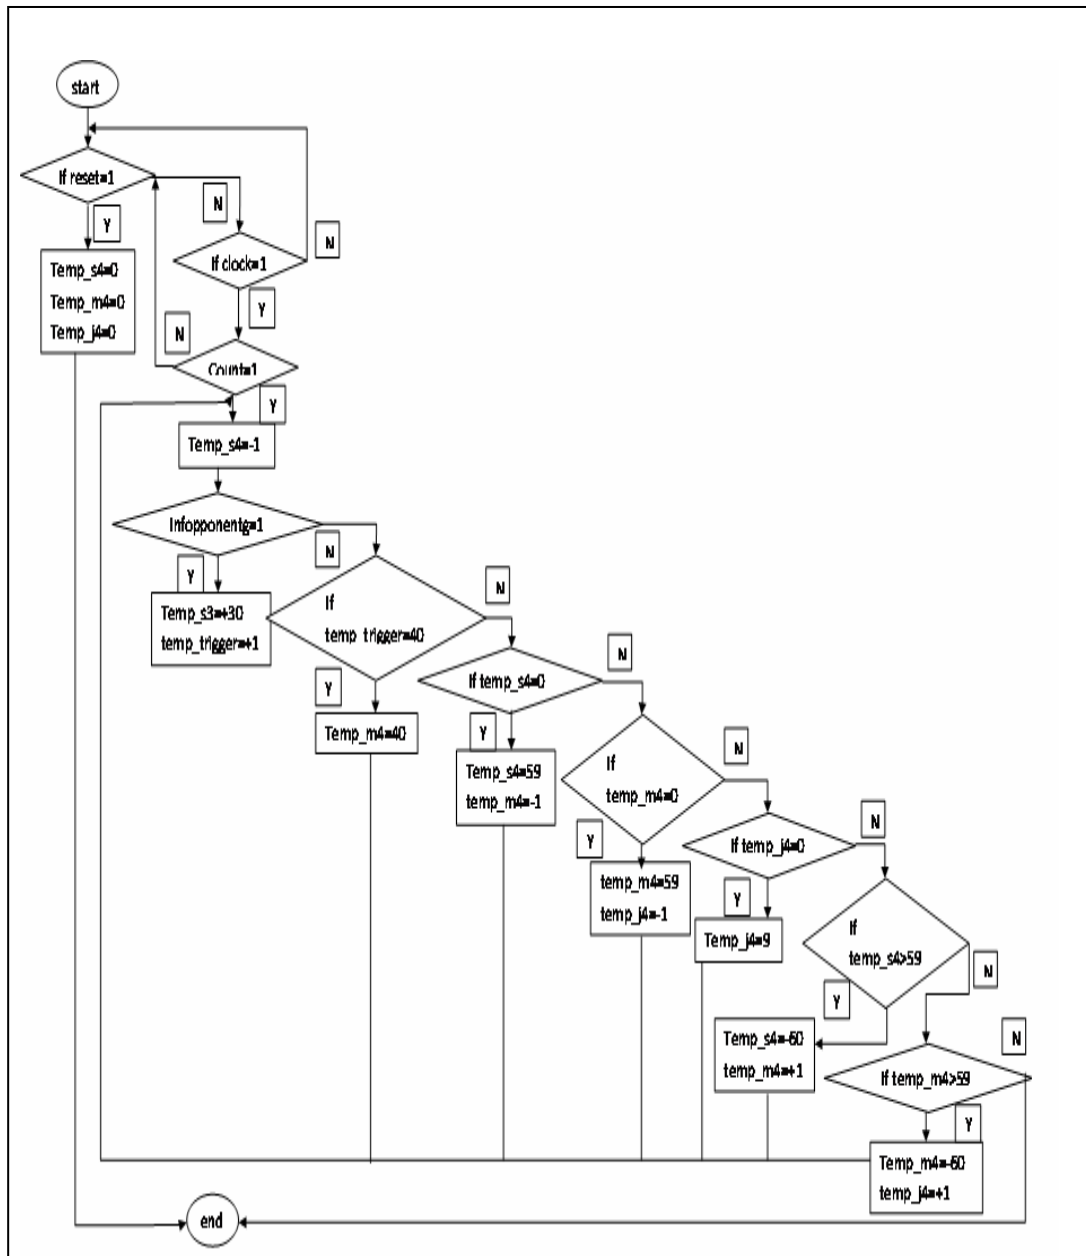 start
If reset=1
N
Y
N
If clock=1
Temp_s4=0
Temp_m4=0
Temp_j4=0
Y
N
Count=1
Y
Temp_s4=-1
Infopponentg=1
N
Y
Temp_s3=+30
temp_trigger=+1
If
temp_trigger=40
N
Y
Temp_m4=40
If temp_s4=0
N
Y
Temp_s4=59
temp_m4=-1
If
temp_m4=0
N
Y
temp_m4=59
temp_j4=-1
If temp_j4=0
N
Y
Temp_j4=9
If
temp_s4>59
N
Y
Temp_s4=-60
temp_m4=+1
N
If temp_m4>59
Y
Temp_m4=-60
temp_j4=+1
end